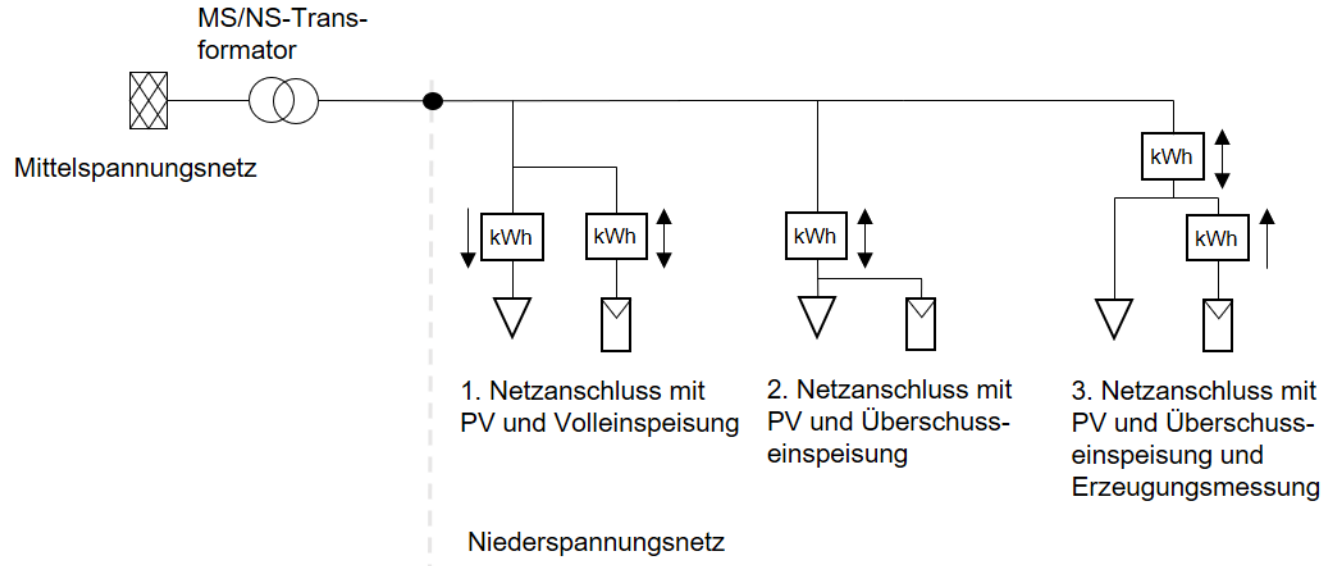 MS/NS-Trans-
formator
Mittelspannungsnetz
kWh
kWh
kWh
kWh
kWh
1. Netzanschluss mit
PV und Volleinspeisung
2. Netzanschluss mit
PV und Überschuss-
einspeisung
3. Netzanschluss mit
PV und Überschuss-
einspeisung und
Erzeugungsmessung
Niederspannungsnetz